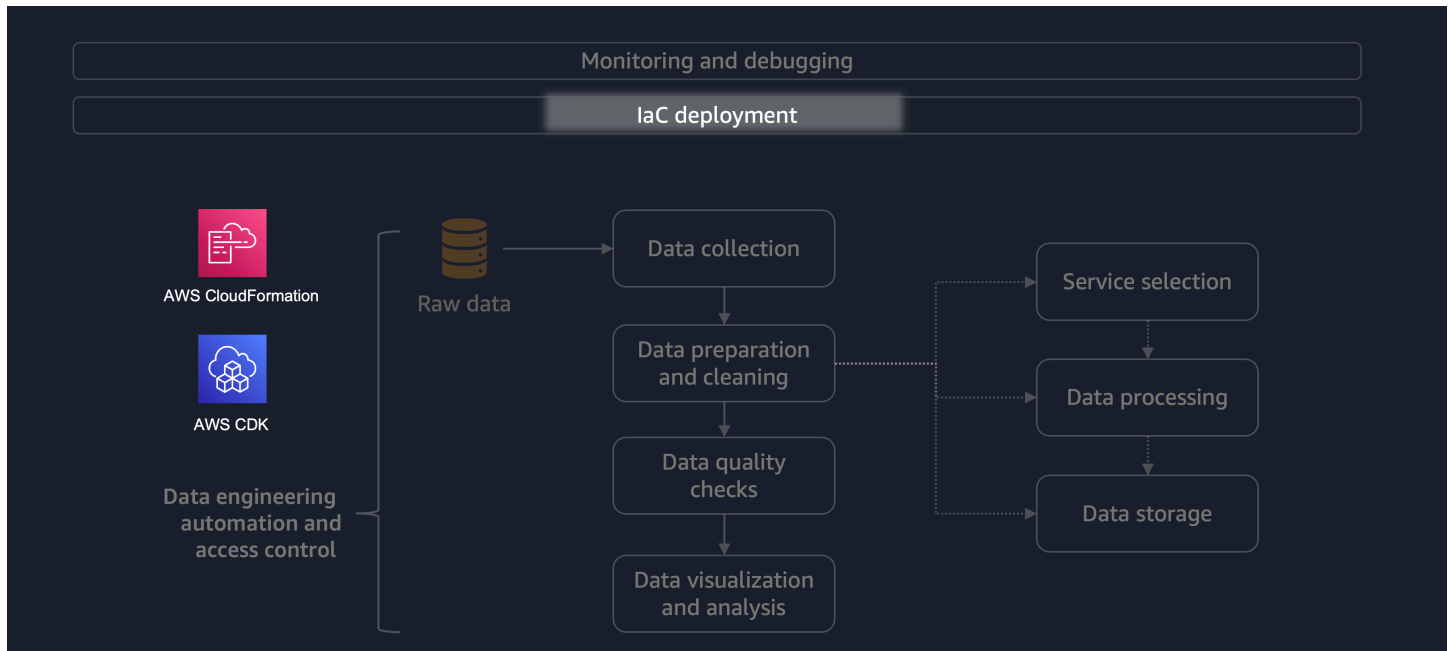 Monitoring and debugging
IaC deployment
AWS CloudFormation
AWS CDK
Data engineering
automation and
access control
Raw data
Data collection
Data preparation
and cleaning
Data quality
checks
Data visualization
and analysis
Service selection
Data processing
Data storage